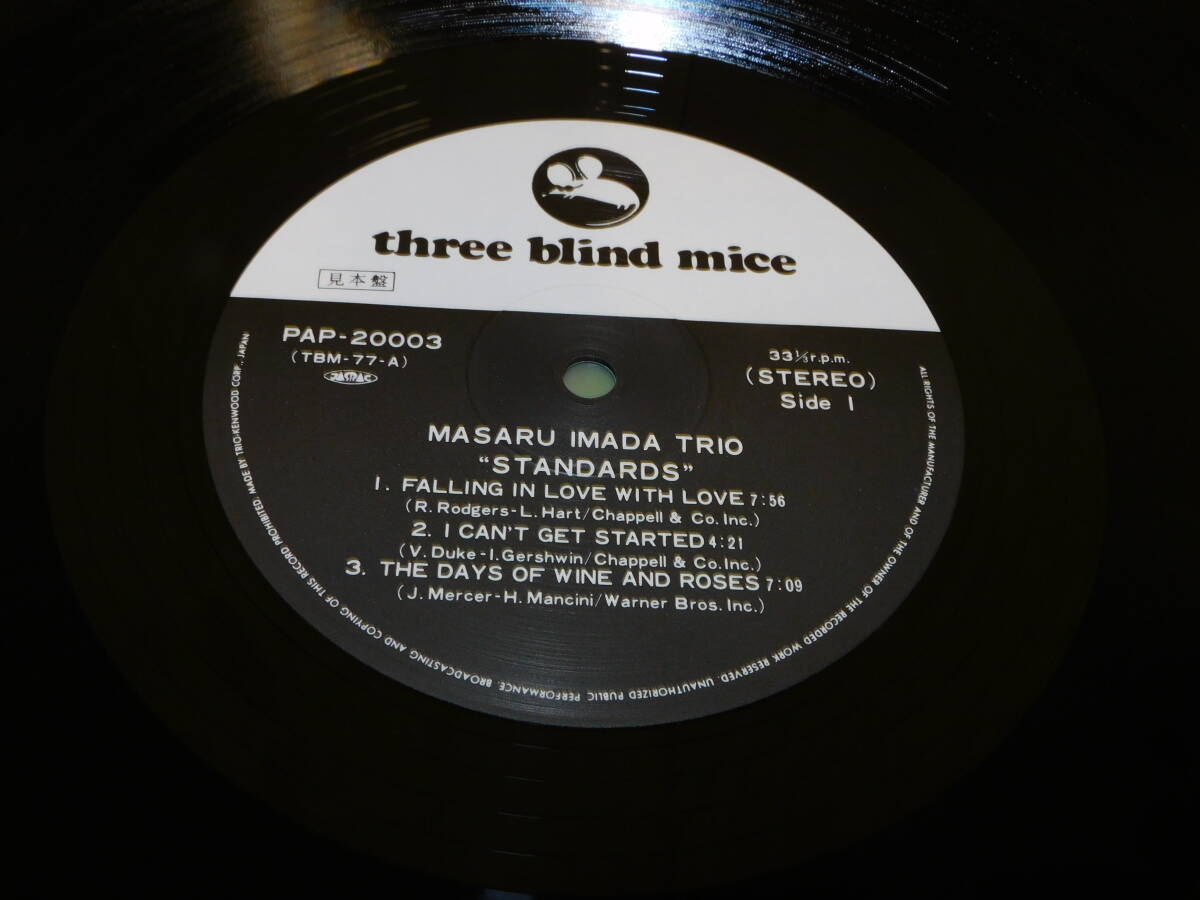 three blind mice
見本盤
PAP-20003
(TBM-77-A)
JASRAC
33⅓r.p.m.
(STEREO)
Side 1
MASARU IMADA TRIO
“STANDARDS”
1. FALLING IN LOVE WITH LOVE 7:56
(R. Rodgers-L. Hart/Chappell & Co. Inc.)
2. I CAN'T GET STARTED 4:21
(V. Duke-I. Gershwin/Chappell & Co. Inc.)
3. THE DAYS OF WINE AND ROSES 7:09
(J. Mercer-H. Mancini/Warner Bros. Inc.)
ALL RIGHTS OF THE MANUFACTURER AND OF THE OWNER OF THE RECORDED WORK RESERVED. UNAUTHORIZED PUBLIC PERFORMANCE. BROADCASTING AND COPYING OF THIS RECORD PROHIBITED. MADE BY TRIO-KENWOOD CORP., JAPAN